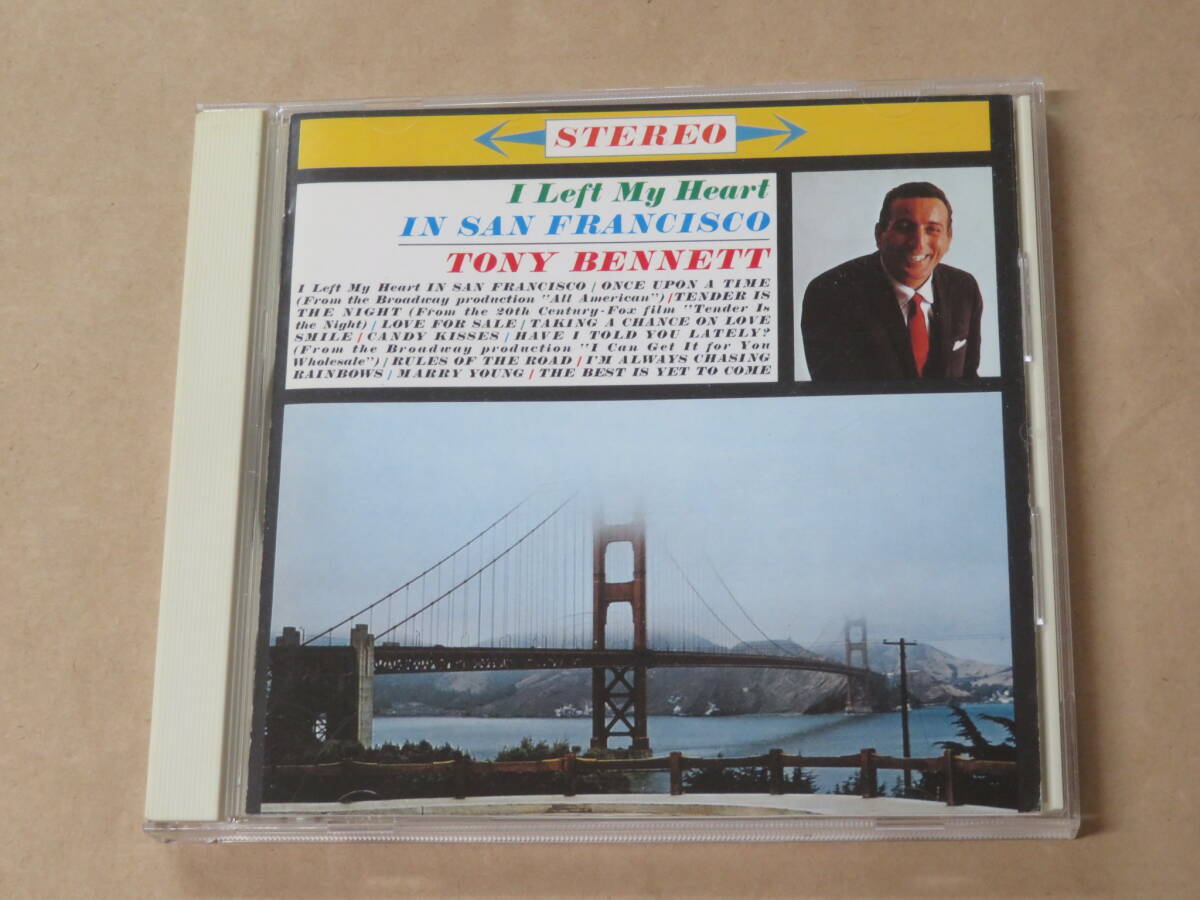 STEREO
I Left My Heart
IN SAN FRANCISCO
TONY BENNETT
I Left My Heart IN SAN FRANCISCO / ONCE UPON A TIME
(From the Broadway production "All American") / TENDER IS
THE NIGHT (From the 20th Century-Fox film "Tender Is
the Night) / LOVE FOR SALE / TAKING A CHANCE ON LOVE
SMILE / CANDY KISSES / HAVE I TOLD YOU LATELY?
(From the Broadway production "I Can Get It for You
Wholesale") / RULES OF THE ROAD / I'M ALWAYS CHASING
RAINBOWS / MARRY YOUNG / THE BEST IS YET TO COME